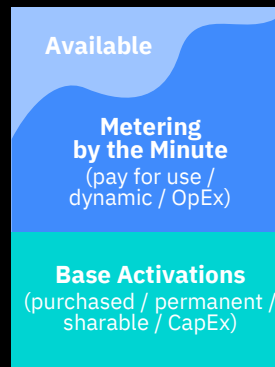 Available
Metering
by the Minute
(pay for use /
dynamic / OpEx)
Base Activations
(purchased / permanent /
sharable / CapEx)